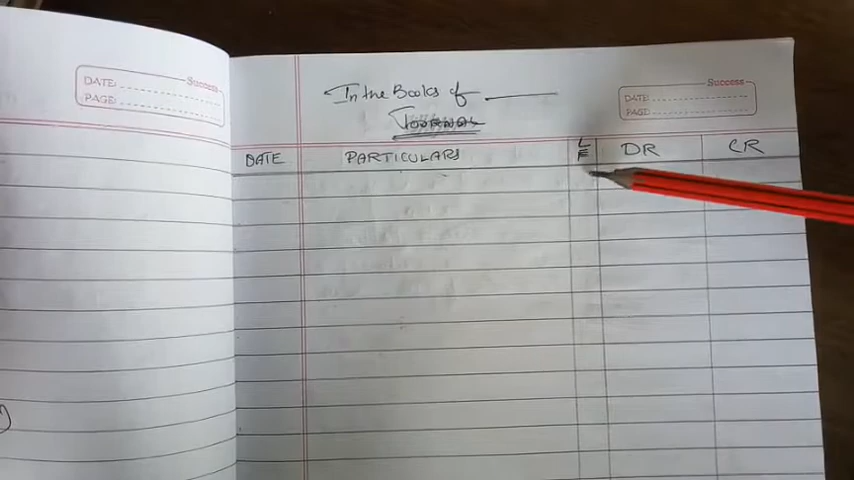 Success
DATE:
PAGE:
In the Books of
JOURNAL
Success
DATE:
PAGE:
DATE PARTICULARS LF DR CR